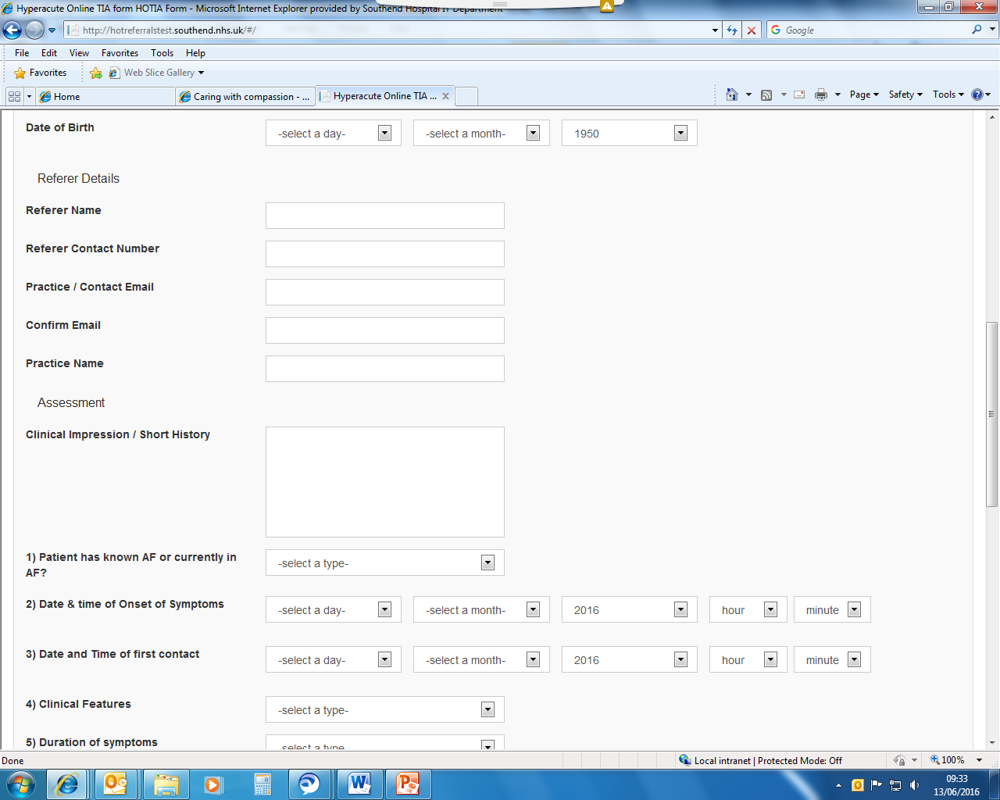 Hyperacute Online TIA form HOTIA Form - Microsoft Internet Explorer provided by Southend Hospital IT Department
http://hotreferralstest.southend.nhs.uk/#/
Google
File Edit View Favorites Tools Help
Favorites Web Slice Gallery
Home Caring with compassion - ... Hyperacute Online TIA ... Page Safety Tools
Date of Birth -select a day- -select a month- 1950
Referer Details
Referer Name
Referer Contact Number
Practice / Contact Email
Confirm Email
Practice Name
Assessment
Clinical Impression / Short History
1) Patient has known AF or currently in
AF?
-select a type-
2) Date & time of Onset of Symptoms -select a day- -select a month- 2016 hour minute
3) Date and Time of first contact -select a day- -select a month- 2016 hour minute
4) Clinical Features -select a type-
5) Duration of symptoms -select a type-
Done Local intranet | Protected Mode: Off 100%
09:33
13/06/2016